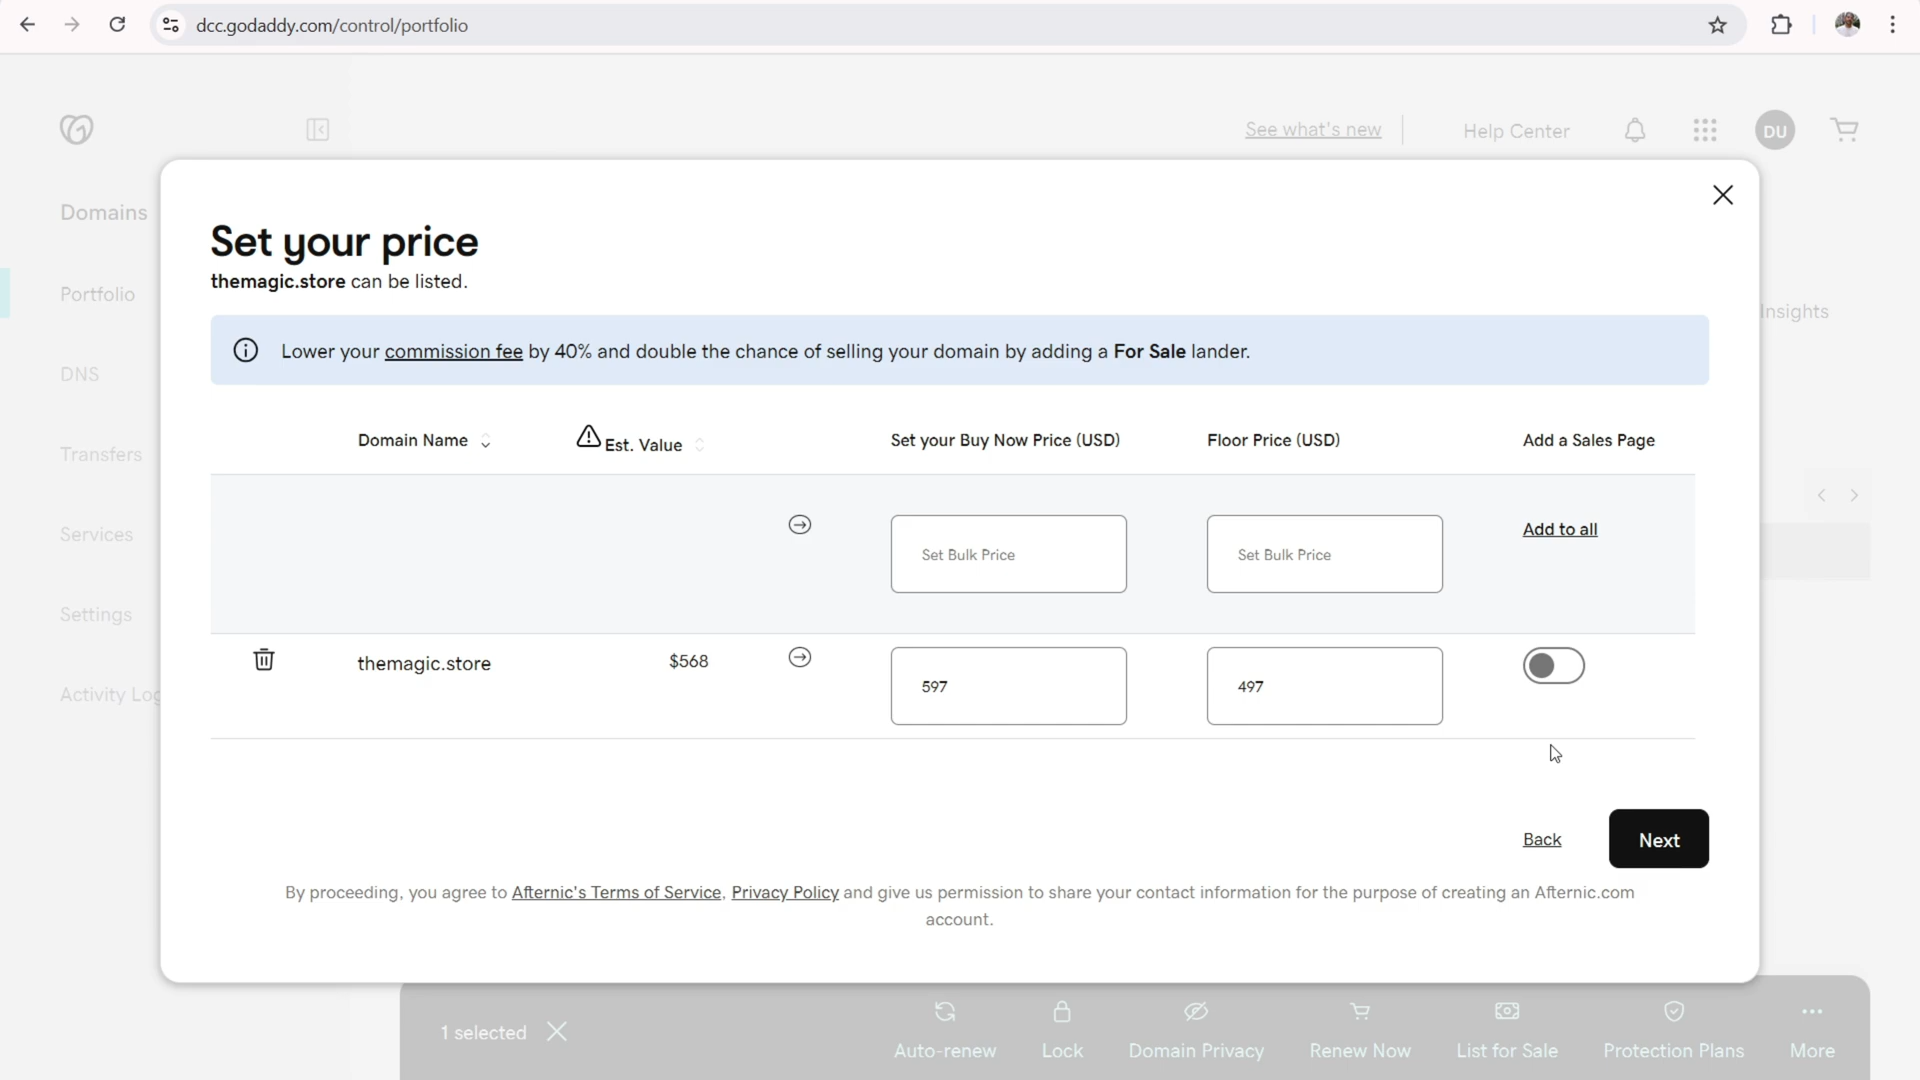 dcc.godaddy.com/control/portfolio
See what's new
Help Center
DU
Domains
Portfolio
DNS
Transfers
Services
Settings
Activity Log
Insights
Set your price
themagic.store can be listed.
Lower your commission fee by 40% and double the chance of selling your domain by adding a For Sale lander.
Domain Name
Est. Value
Set your Buy Now Price (USD)
Floor Price (USD)
Add a Sales Page
Set Bulk Price
Set Bulk Price
Add to all
themagic.store
$568
597
497
Back
Next
By proceeding, you agree to Afternic's Terms of Service, Privacy Policy and give us permission to share your contact information for the purpose of creating an Afternic.com
account.
1 selected
Auto-renew
Lock
Domain Privacy
Renew Now
List for Sale
Protection Plans
More